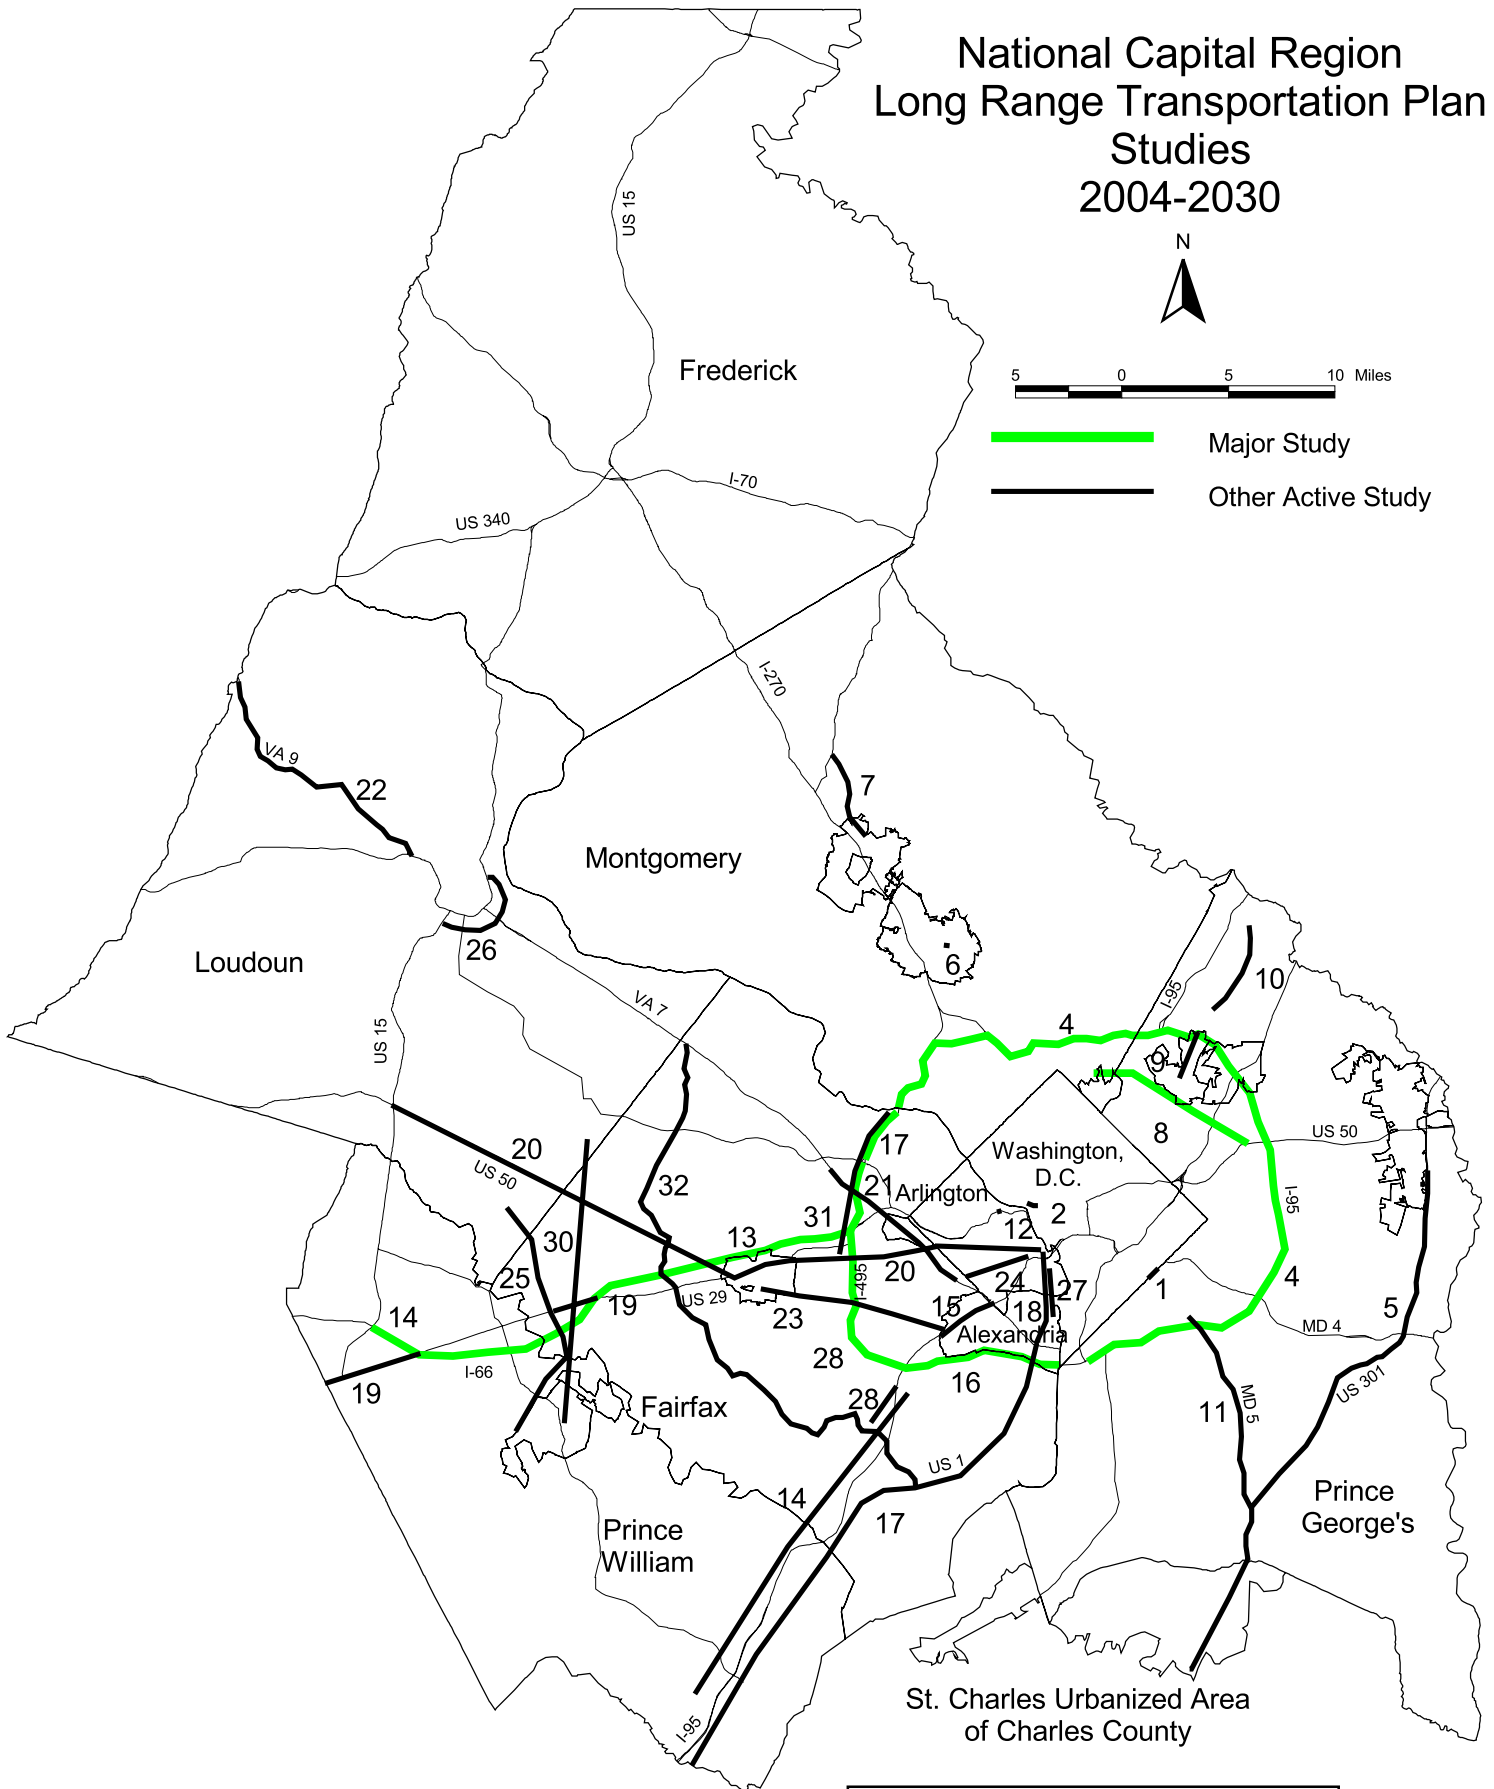 National Capital Region
Long Range Transportation Plan
Studies
2004-2030
N
5 0 5 10 Miles
Major Study
Other Active Study
US 15
Frederick
I-70
US 340
I-270
VA 9
22
7
Montgomery
26
6
Loudoun
10
I-95
VA 7
US 15
4
9
8
US 50
17
Washington,
D.C.
20
US 50
32
21
Arlington
I-95
31
2
12
13
30
20
24
27
25
I-495
1
4
14
19
US 29
23
15
18
5
Alexandria
MD 4
28
I-66
16
19
28
US 301
Fairfax
11
MD 5
US 1
14
17
Prince
George's
Prince
William
St. Charles Urbanized Area
of Charles County
I-95